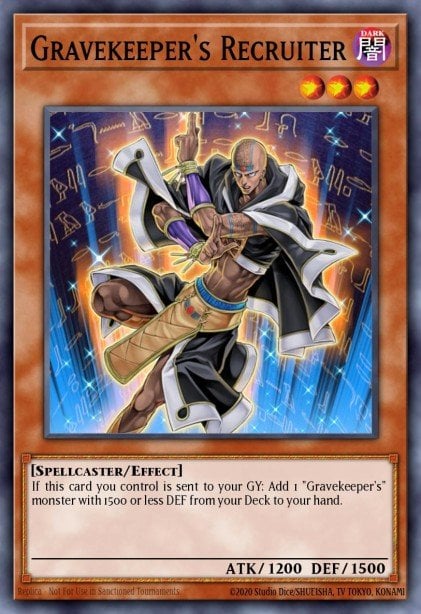 Gravekeeper's Recruiter
DARK
闇
[Spellcaster/Effect]
If this card you control is sent to your GY: Add 1 "Gravekeeper's"
monster with 1500 or less DEF from your Deck to your hand.
ATK/1200 DEF/1500
Replica - Not For Use in Sanctioned Tournaments
©2020 Studio Dice/SHUEISHA, TV TOKYO, KONAMI